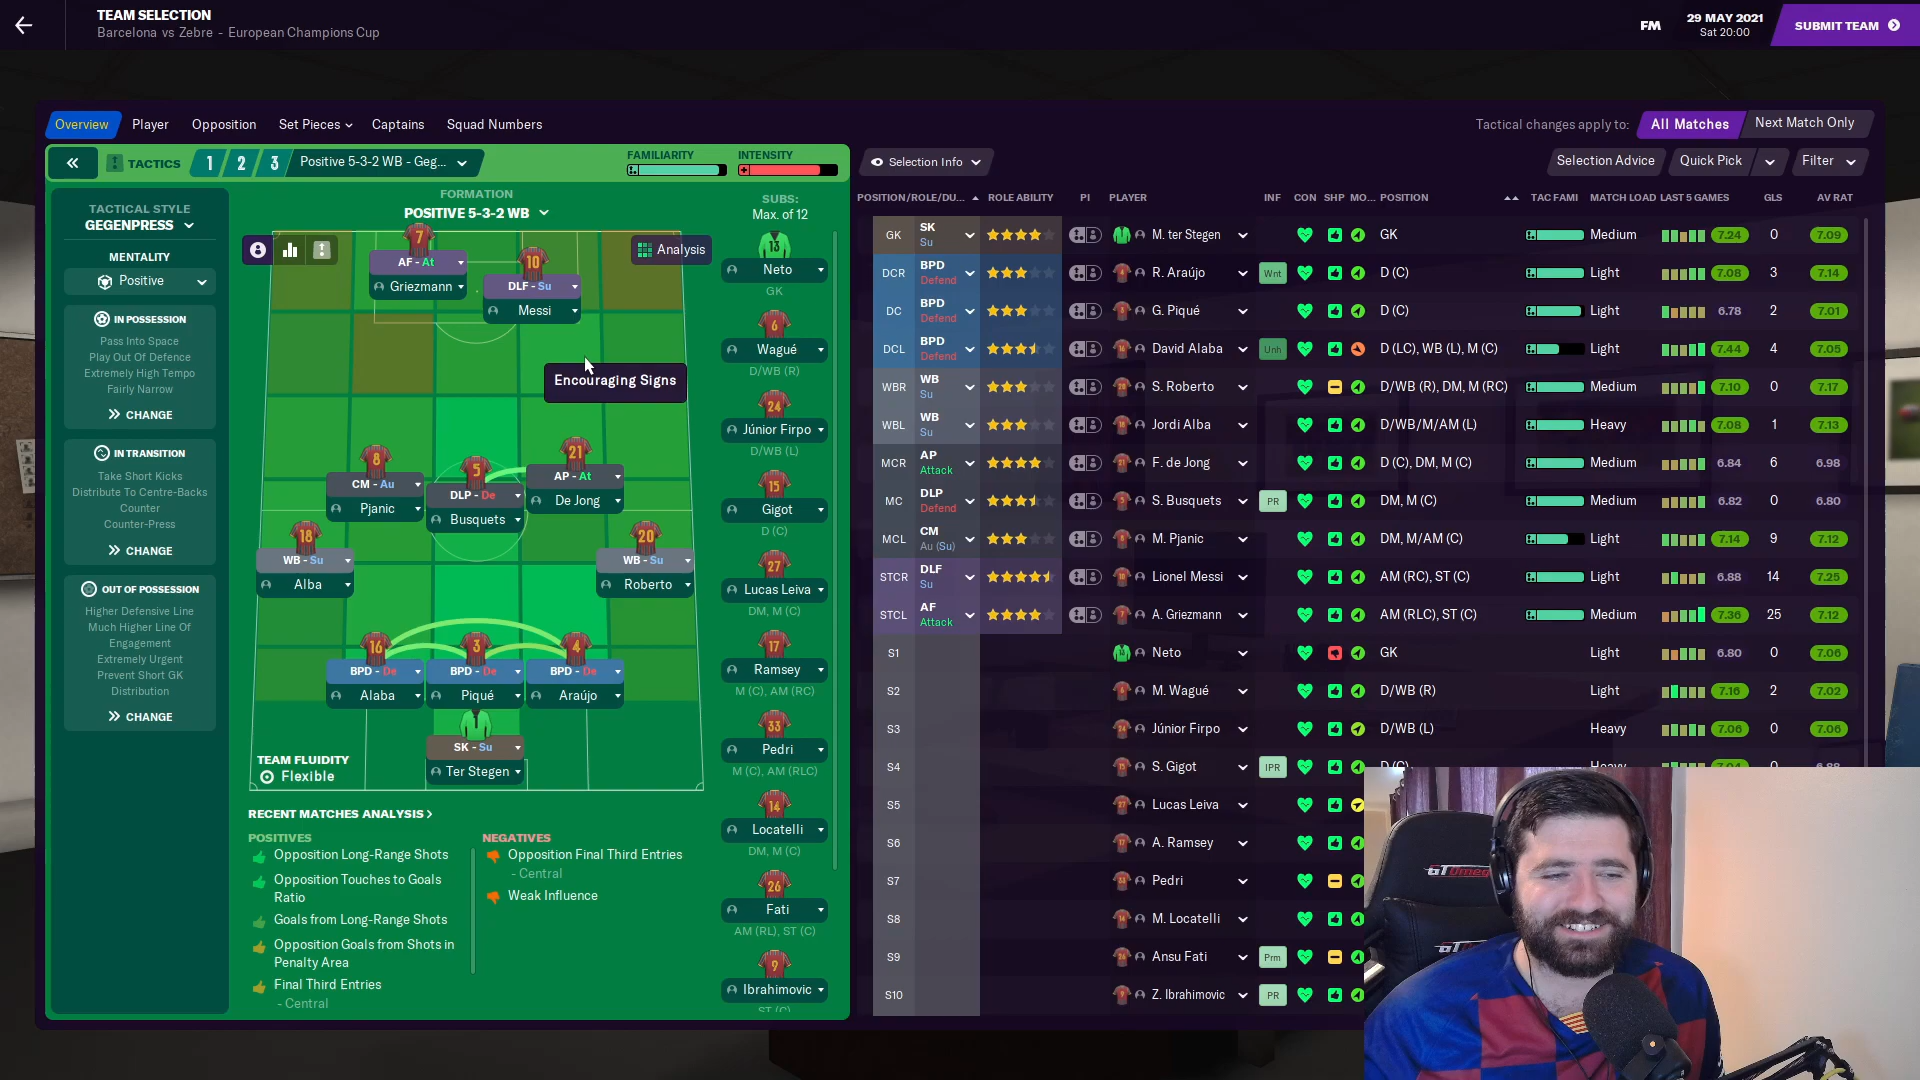 TEAM SELECTION
Barcelona vs Zebre - European Champions Cup
FM
29 MAY 2021
Sat 20:00
SUBMIT TEAM
Overview
Player
Opposition
Set Pieces
Captains
Squad Numbers
Tactical changes apply to:
All Matches
Next Match Only
TACTICS
1
2
3
Positive 5-3-2 WB - Geg...
FAMILIARITY
INTENSITY
Selection Info
Selection Advice
Quick Pick
Filter
TACTICAL STYLE
GEGENPRESS
MENTALITY
Positive
IN POSSESSION
Pass Into Space
Play Out Of Defence
Extremely High Tempo
Fairly Narrow
CHANGE
IN TRANSITION
Take Short Kicks
Distribute To Centre-Backs
Counter
Counter-Press
CHANGE
OUT OF POSSESSION
Higher Defensive Line
Much Higher Line Of
Engagement
Extremely Urgent
Prevent Short GK
Distribution
CHANGE
FORMATION
POSITIVE 5-3-2 WB
Analysis
7
AF - At
Griezmann
10
DLF - Su
Messi
Encouraging Signs
8
CM - Au
Pjanic
5
DLP - De
Busquets
21
AP - At
De Jong
18
WB - Su
Alba
20
WB - Su
Roberto
16
BPD - De
Alaba
3
BPD - De
Piqué
4
BPD - De
Araújo
SK - Su
Ter Stegen
TEAM FLUIDITY
Flexible
SUBS:
Max. of 12
13
Neto
GK
6
Wagué
D/WB (R)
24
Júnior Firpo
D/WB (L)
15
Gigot
D (C)
27
Lucas Leiva
DM, M (C)
17
Ramsey
M (C), AM (RC)
33
Pedri
M (C), AM (RLC)
14
Locatelli
DM, M (C)
26
Fati
AM (RL), ST (C)
9
Ibrahimovic
ST (C)
RECENT MATCHES ANALYSIS >
POSITIVES
Opposition Long-Range Shots
Opposition Touches to Goals
Ratio
Goals from Long-Range Shots
Opposition Goals from Shots in
Penalty Area
Final Third Entries
- Central
NEGATIVES
Opposition Final Third Entries
- Central
Weak Influence
POSITION/ROLE/DU... ROLE ABILITY PI PLAYER INF CON SHP MO... POSITION TAC FAMI MATCH LOAD LAST 5 GAMES GLS AV RAT
GK SK Su M. ter Stegen GK Medium 7.24 0 7.09
DCR BPD Defend R. Araújo Wnt D (C) Light 7.08 3 7.14
DC BPD Defend G. Piqué D (C) Light 6.78 2 7.01
DCL BPD Defend David Alaba Unh D (LC), WB (L), M (C) Light 7.44 4 7.05
WBR WB Su S. Roberto D/WB (R), DM, M (RC) Medium 7.10 0 7.17
WBL WB Su Jordi Alba D/WB/M/AM (L) Heavy 7.08 1 7.13
MCR AP Attack F. de Jong D (C), DM, M (C) Medium 6.84 6 6.98
MC DLP Defend S. Busquets PR DM, M (C) Medium 6.82 0 6.80
MCL CM Au (Su) M. Pjanic DM, M/AM (C) Light 7.14 9 7.12
STCR DLF Su Lionel Messi AM (RC), ST (C) Light 6.88 14 7.25
STCL AF Attack A. Griezmann AM (RLC), ST (C) Medium 7.36 25 7.12
S1 Neto GK Light 6.80 0 7.06
S2 M. Wagué D/WB (R) Light 7.16 2 7.02
S3 Júnior Firpo D/WB (L) Heavy 7.06 0 7.06
S4 S. Gigot IPR D (C)
S5 Lucas Leiva
S6 A. Ramsey
S7 Pedri
S8 M. Locatelli
S9 Ansu Fati Prm
S10 Z. Ibrahimovic PR
GTOmega